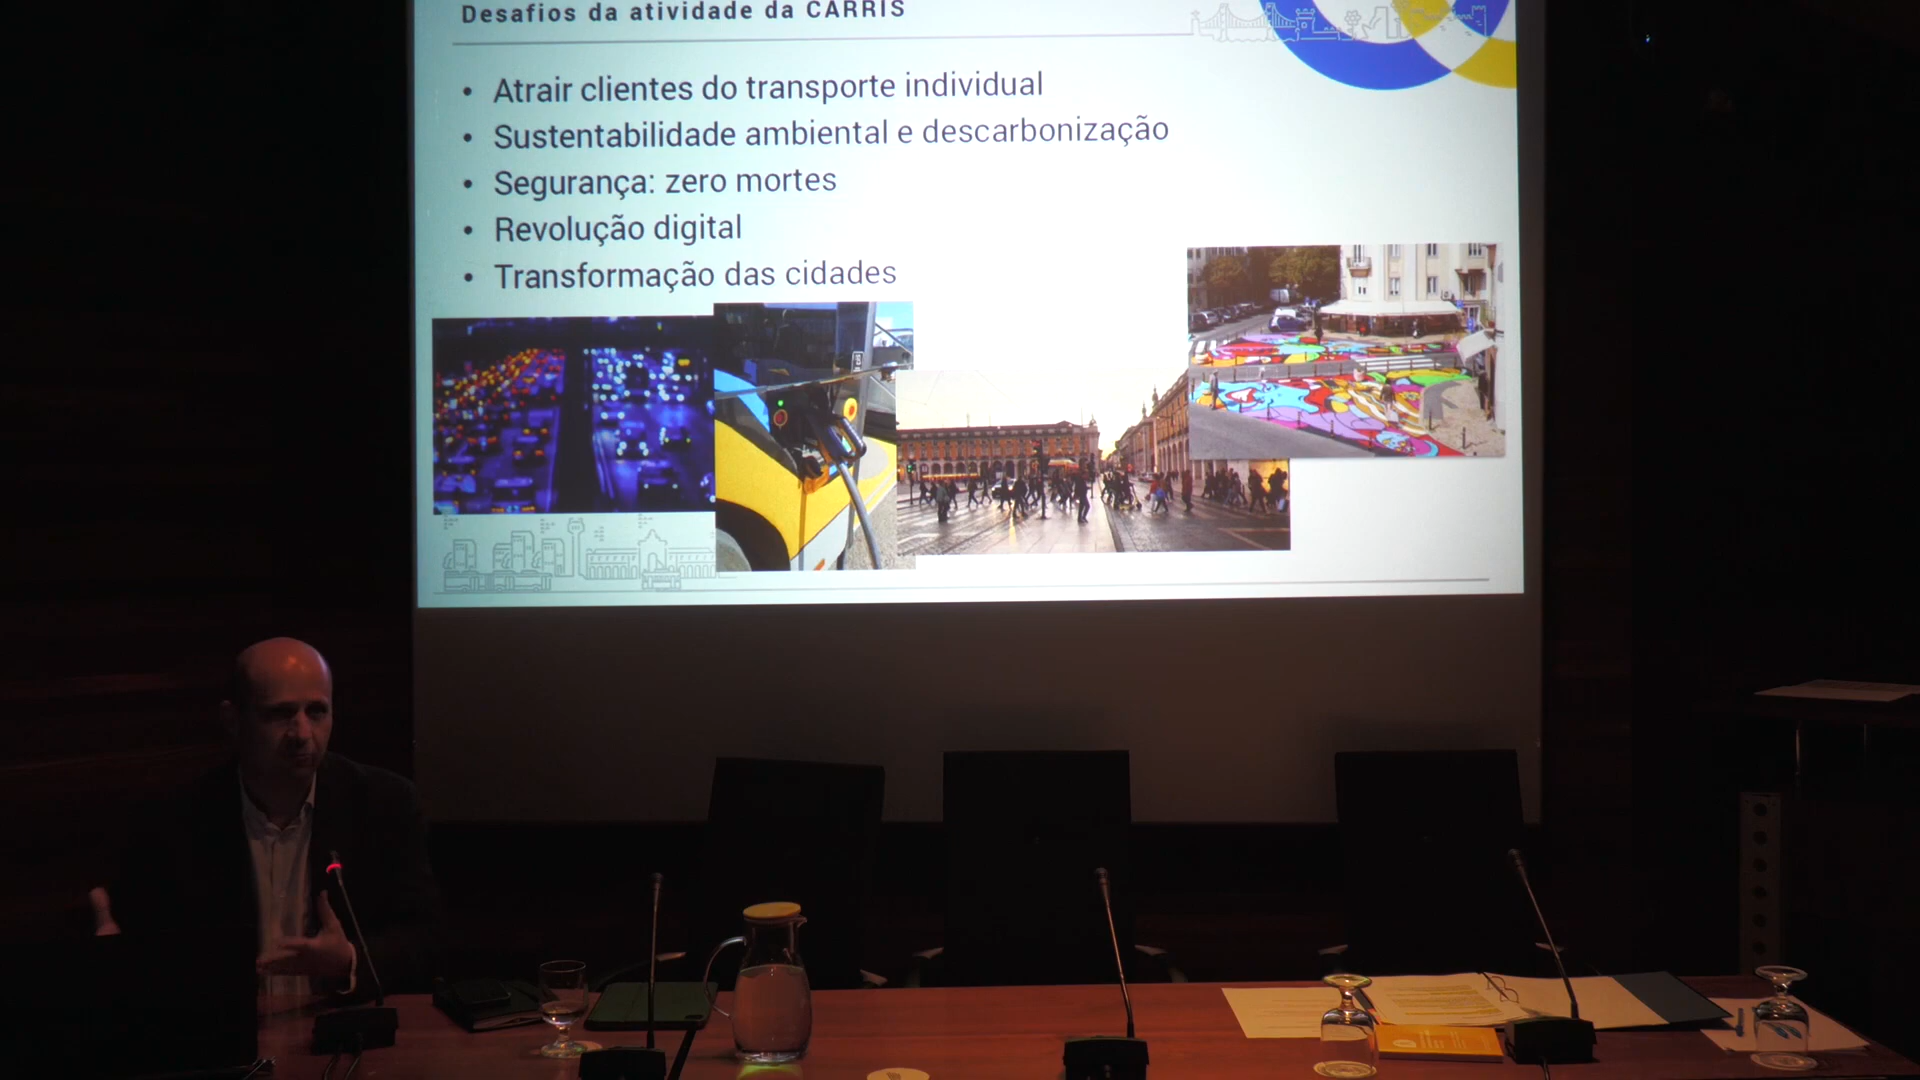 Desafios da atividade da CARRIS
• Atrair clientes do transporte individual
• Sustentabilidade ambiental e descarbonização
• Segurança: zero mortes
• Revolução digital
• Transformação das cidades